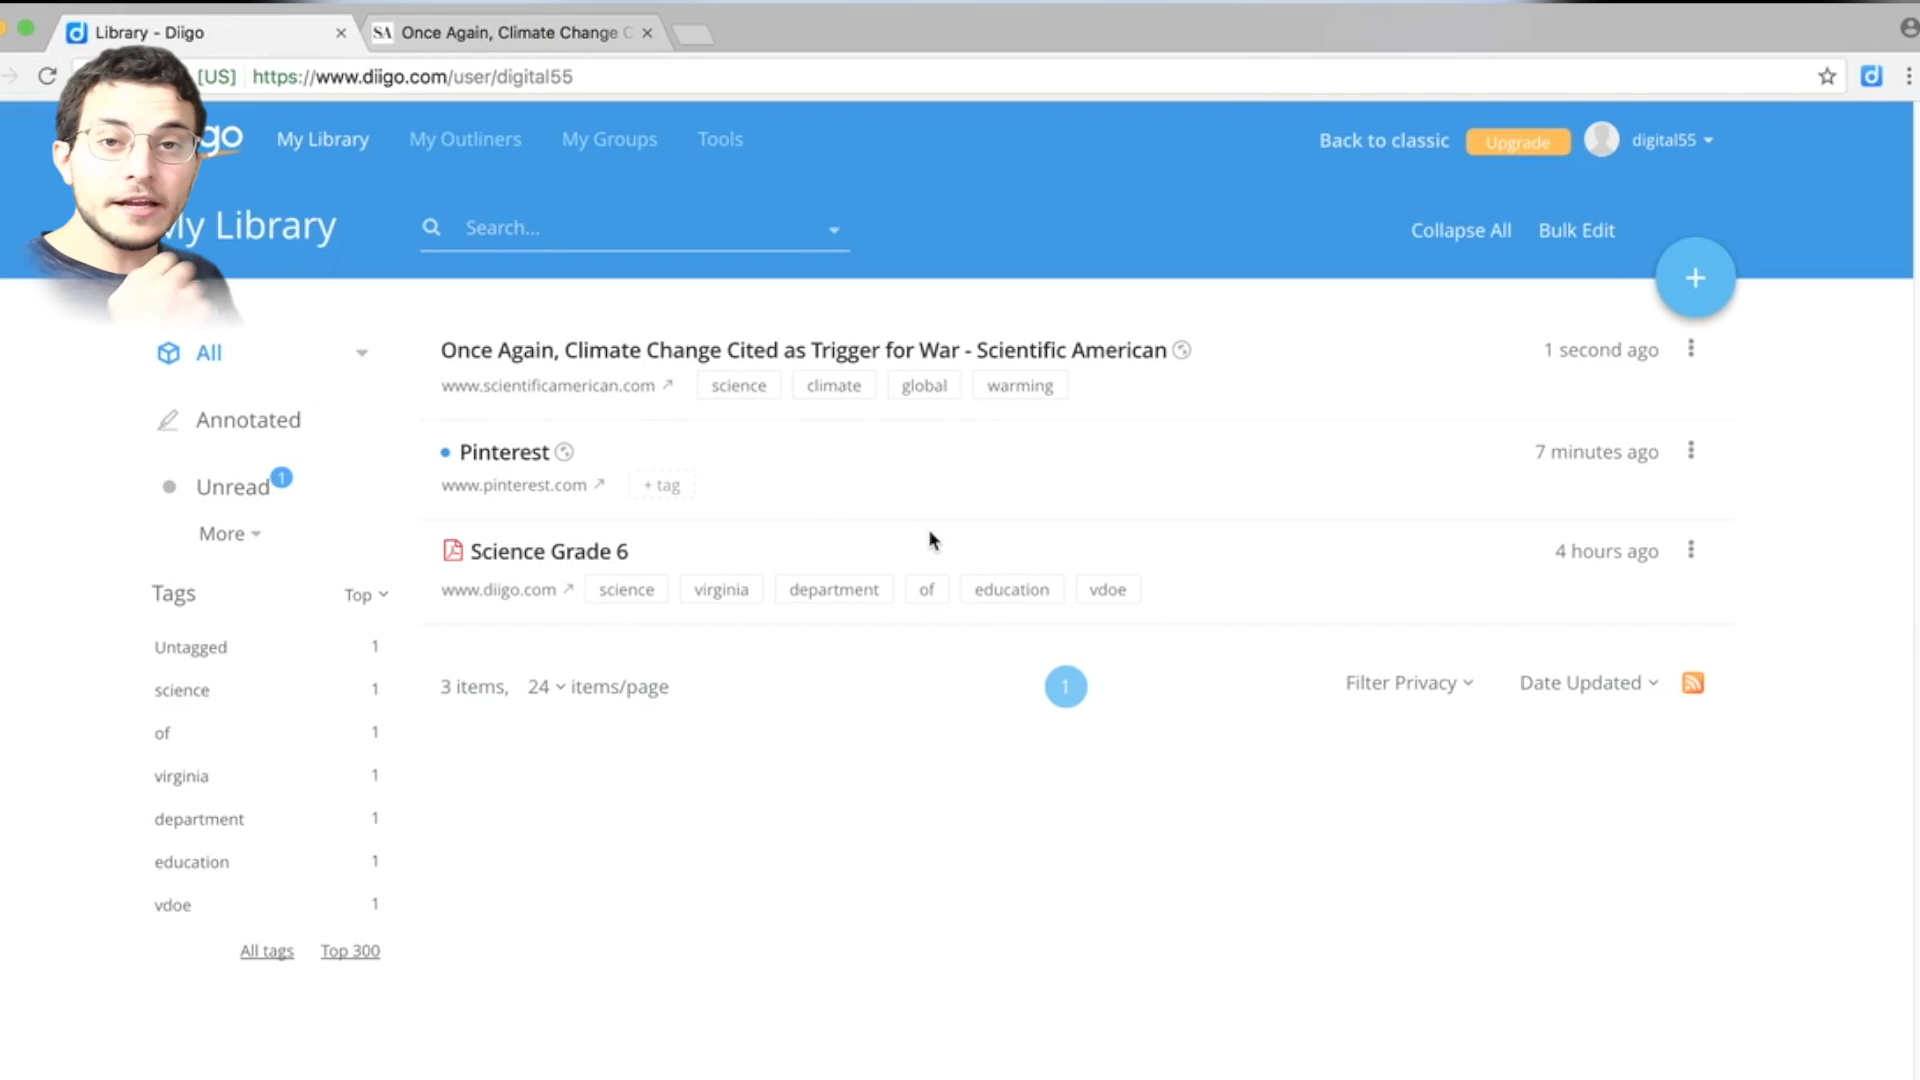 Library - Diigo
SA Once Again, Climate Change C
[US] https://www.diigo.com/user/digital55
go My Library My Outliners My Groups Tools Back to classic Upgrade digital55
My Library Search... Collapse All Bulk Edit
+
All
Annotated
Unread 1
More
Tags Top
Untagged 1
science 1
of 1
virginia 1
department 1
education 1
vdoe 1
All tags Top 300
Once Again, Climate Change Cited as Trigger for War - Scientific American 1 second ago
www.scientificamerican.com science climate global warming
Pinterest 7 minutes ago
www.pinterest.com + tag
Science Grade 6 4 hours ago
www.diigo.com science virginia department of education vdoe
3 items, 24 items/page 1 Filter Privacy Date Updated